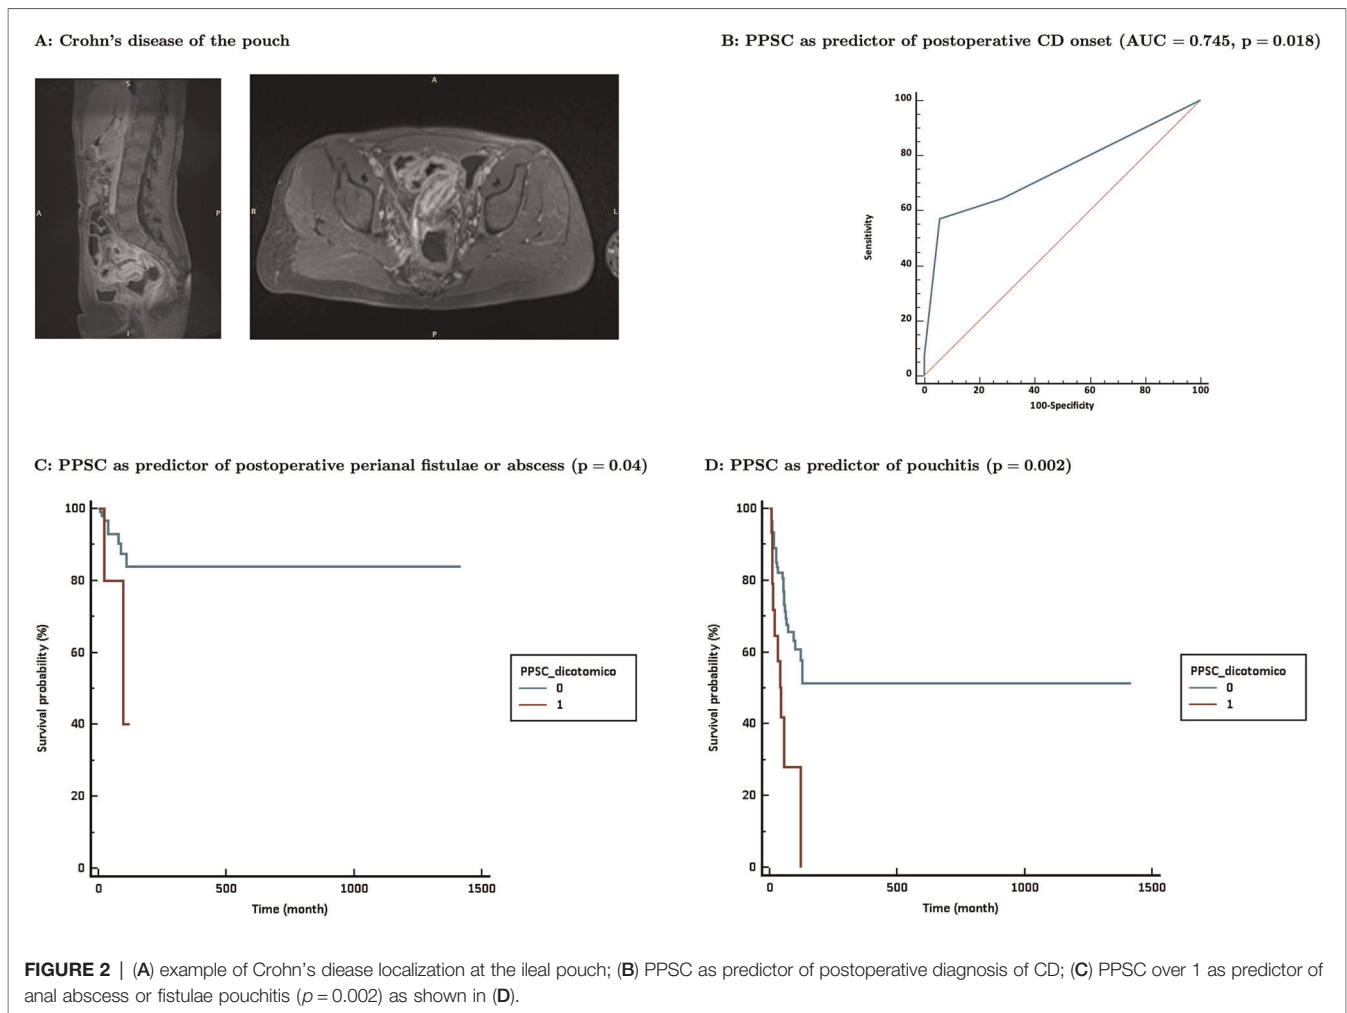 A: Crohn's disease of the pouch
B: PPSC as predictor of postoperative CD onset (AUC = 0.745, p = 0.018)
S
A
P
I
A
R
L
P
100
80
60
40
20
0
Sensitivity
0 20 40 60 80 100
100-Specificity
C: PPSC as predictor of postoperative perianal fistulae or abscess (p = 0.04)
D: PPSC as predictor of pouchitis (p = 0.002)
100
80
60
40
20
0
Survival probability (%)
0 500 1000 1500
Time (month)
PPSC_dicotomico
0
1
100
80
60
40
20
0
Survival probability (%)
0 500 1000 1500
Time (month)
PPSC_dicotomico
0
1
FIGURE 2 | (A) example of Crohn's diease localization at the ileal pouch; (B) PPSC as predictor of postoperative diagnosis of CD; (C) PPSC over 1 as predictor of
anal abscess or fistulae pouchitis (p = 0.002) as shown in (D).